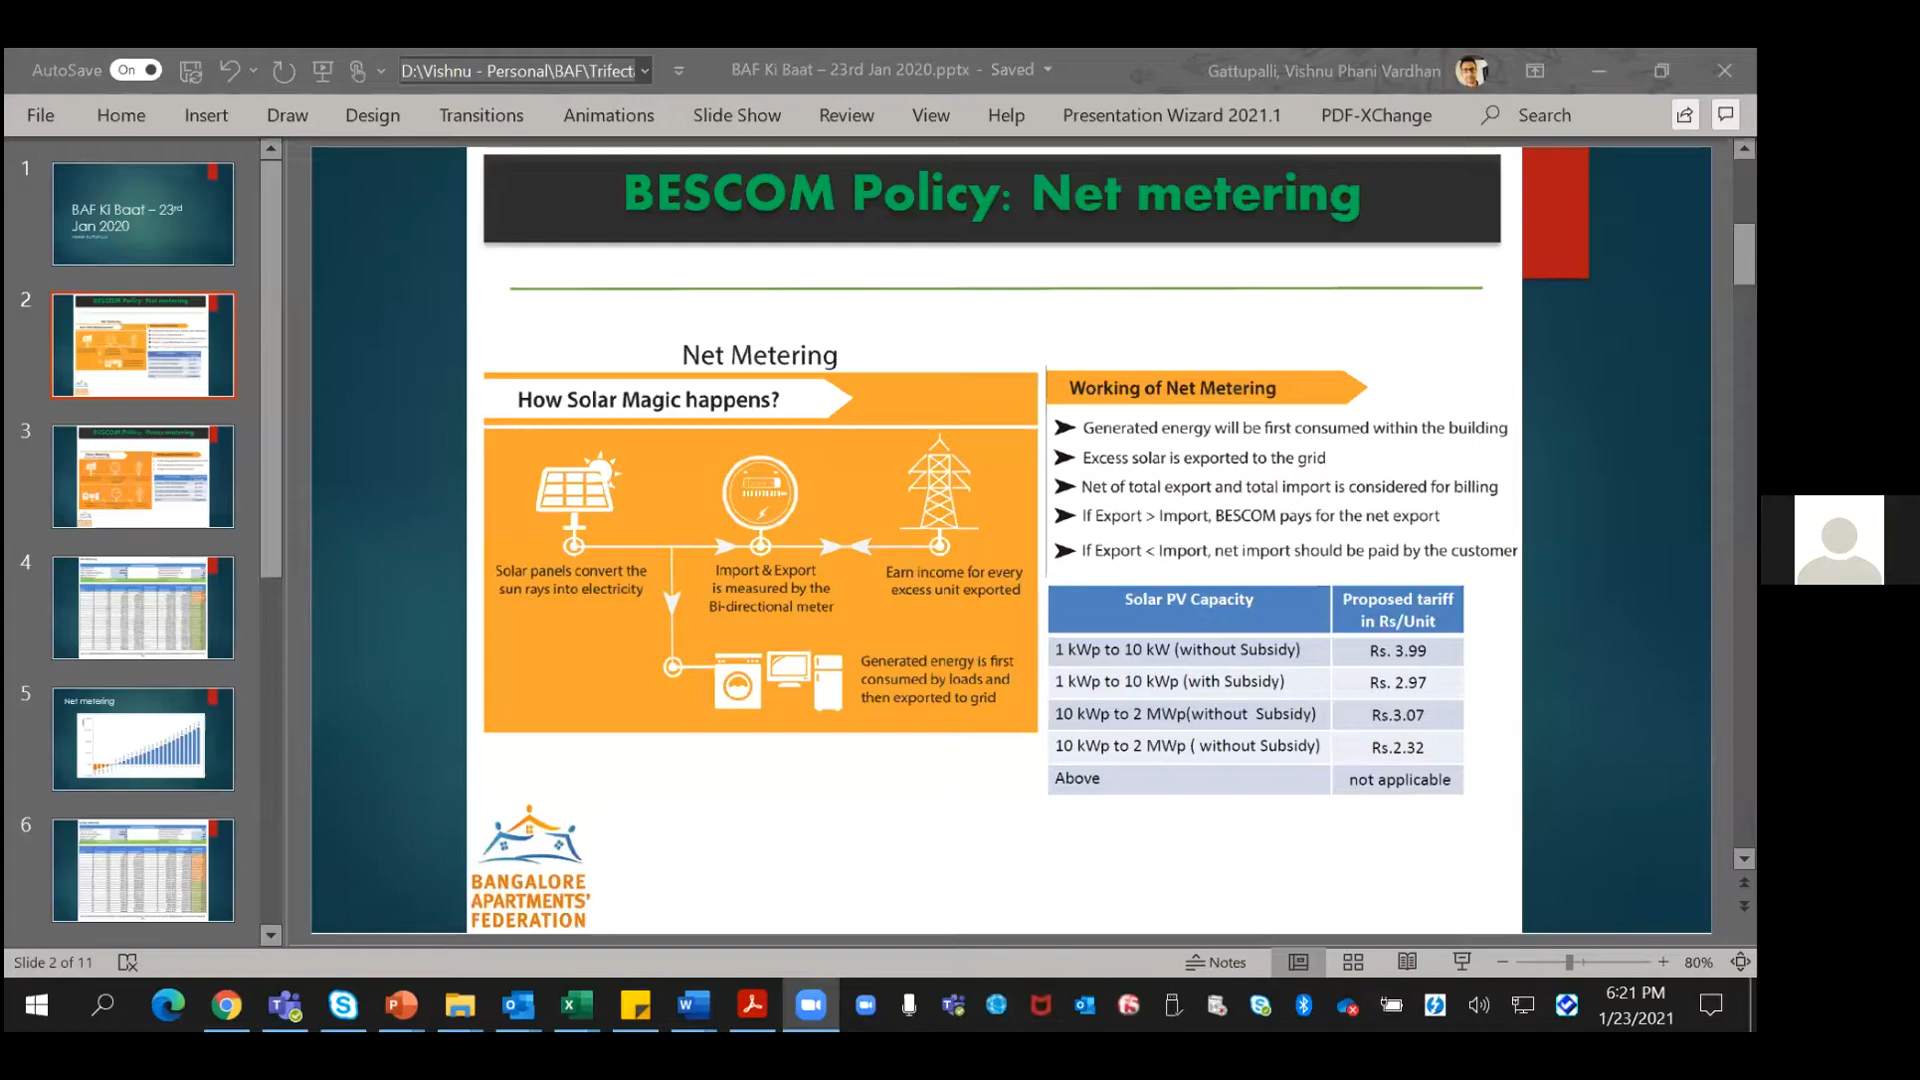 AutoSave On D:\Vishnu - Personal\BAF\Trifect BAF Ki Baat – 23rd Jan 2020.pptx - Saved Gattupalli, Vishnu Phani Vardhan
File Home Insert Draw Design Transitions Animations Slide Show Review View Help Presentation Wizard 2021.1 PDF-XChange Search
1
BAF Ki Baat – 23rd
Jan 2020
2
BESCOM Policy: Net metering
3
4
5
Net metering
6
BESCOM Policy: Net metering
Net Metering
How Solar Magic happens?
Solar panels convert the
sun rays into electricity
Import & Export
is measured by the
Bi-directional meter
Earn income for every
excess unit exported
Generated energy is first
consumed by loads and
then exported to grid
Working of Net Metering
➤ Generated energy will be first consumed within the building
➤ Excess solar is exported to the grid
➤ Net of total export and total import is considered for billing
➤ If Export > Import, BESCOM pays for the net export
➤ If Export < Import, net import should be paid by the customer
Solar PV Capacity Proposed tariff
in Rs/Unit
1 kWp to 10 kW (without Subsidy) Rs. 3.99
1 kWp to 10 kWp (with Subsidy) Rs. 2.97
10 kWp to 2 MWp(without Subsidy) Rs.3.07
10 kWp to 2 MWp ( without Subsidy) Rs.2.32
Above not applicable
BANGALORE
APARTMENTS'
FEDERATION
Slide 2 of 11 Notes 80%
6:21 PM
1/23/2021